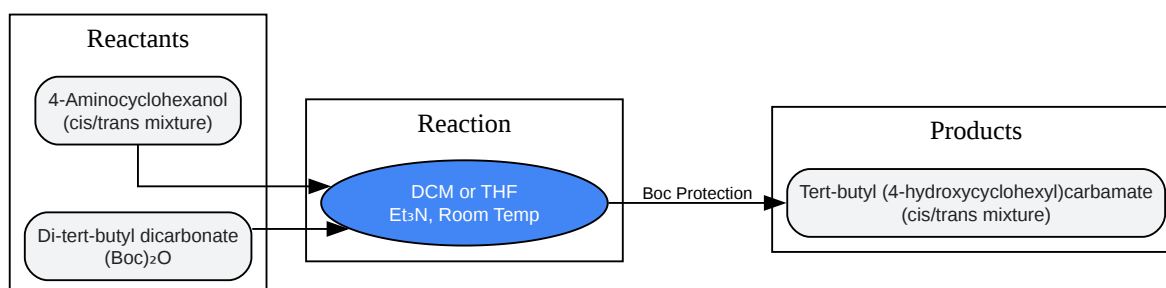 Reactants
4-Aminocyclohexanol
(cis/trans mixture)
Di-tert-butyl dicarbonate
(Boc)₂O
Reaction
DCM or THF
Et₃N, Room Temp
Boc Protection
Products
Tert-butyl (4-hydroxycyclohexyl)carbamate
(cis/trans mixture)